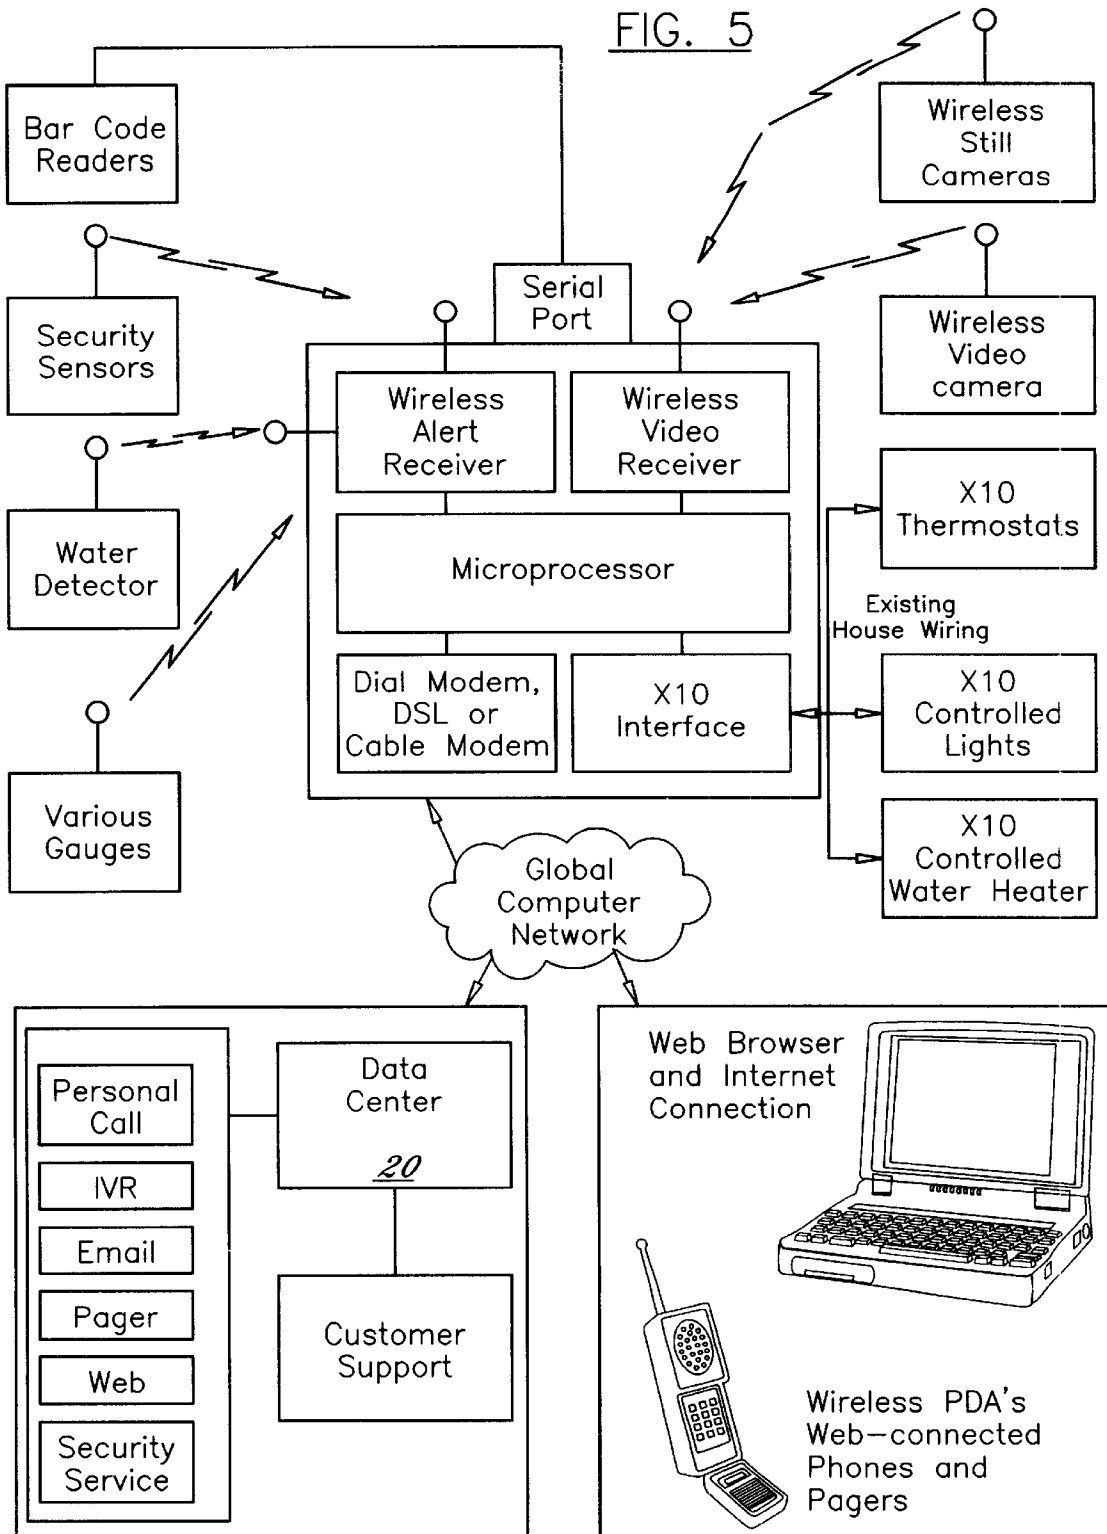 FIG. 5
Bar Code
Readers
Wireless
Still
Cameras
Security
Sensors
Serial
Port
Wireless
Video
camera
Wireless
Alert
Receiver
Wireless
Video
Receiver
Water
Detector
Microprocessor
X10
Thermostats
Existing
House Wiring
Dial Modem,
DSL or
Cable Modem
X10
Interface
X10
Controlled
Lights
Various
Gauges
X10
Controlled
Water Heater
Global
Computer
Network
Personal
Call
IVR
Email
Pager
Web
Security
Service
Data
Center
20
Customer
Support
Web Browser
and Internet
Connection
Wireless PDA's
Web-connected
Phones and
Pagers